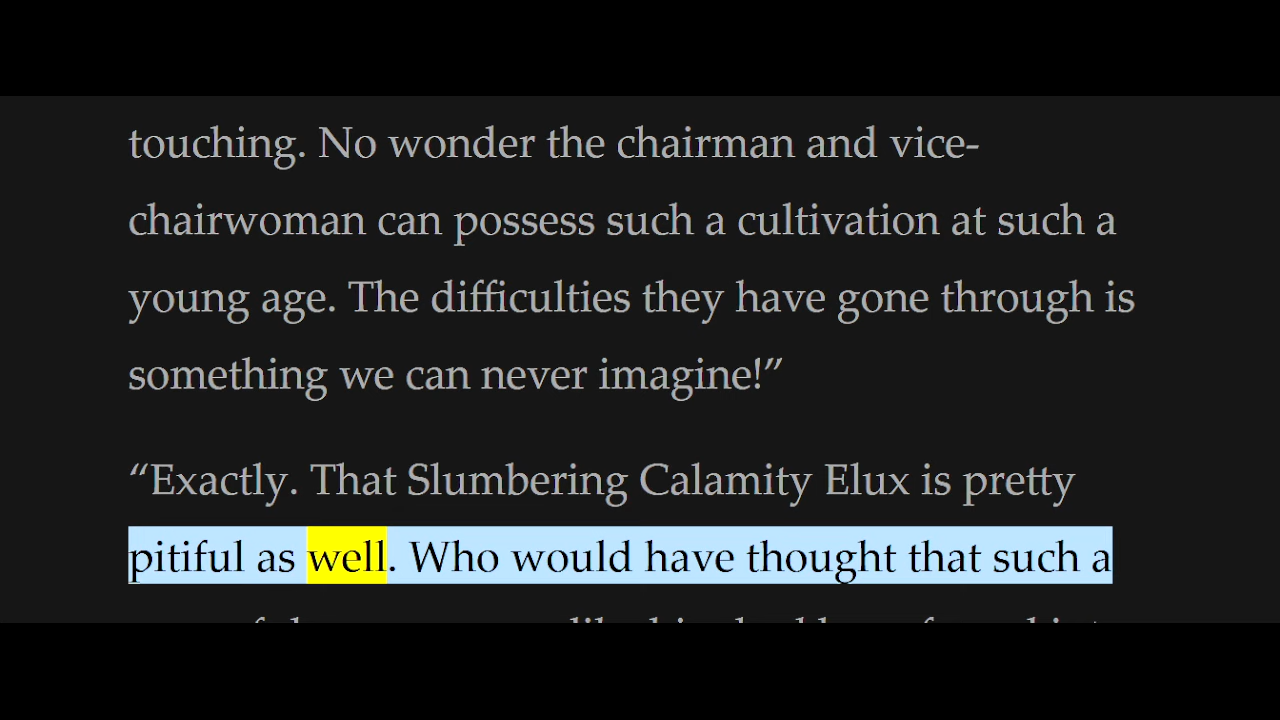 touching. No wonder the chairman and vice-
chairwoman can possess such a cultivation at such a
young age. The difficulties they have gone through is
something we can never imagine!”
“Exactly. That Slumbering Calamity Elux is pretty
pitiful as well. Who would have thought that such a